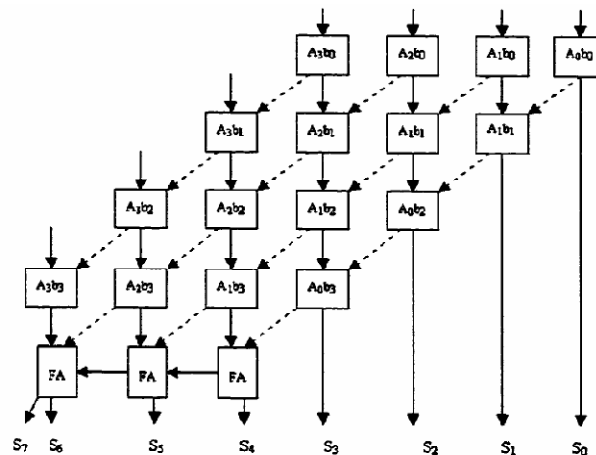 A₃b₀ A₂b₀ A₁b₀ A₀b₀
A₃b₁ A₂b₁ A₁b₁ A₁b₁
A₃b₂ A₂b₂ A₁b₂ A₀b₂
A₃b₃ A₂b₃ A₁b₃ A₀b₃
FA FA FA
S₇ S₆ S₅ S₄ S₃ S₂ S₁ S₀